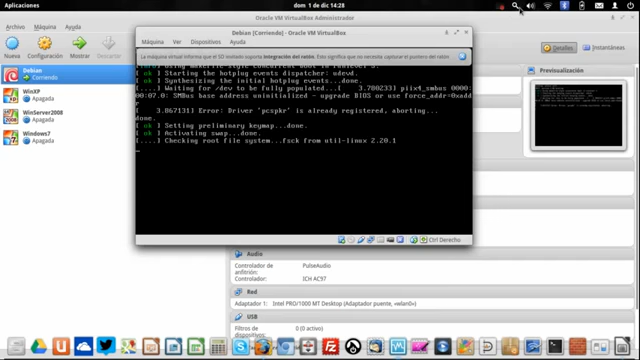 Aplicaciones
dom 1 de dic 14:28
Oracle VM VirtualBox Administrador
Archivo Máquina Ayuda
Nueva Configuración Mostrar Descartar
Detalles Instantáneas
Debian
Corriendo
WinXP
Apagada
WinServer2008
Apagada
Windows7
Apagada
Previsualización
Debian [Corriendo] - Oracle VM VirtualBox
Máquina Ver Dispositivos Ayuda
La máquina virtual informa que el SO invitado soporta integración del ratón. Esto significa que no necesita capturar el puntero del ratón
[ ok ] Starting the hotplug events dispatcher: udevd.
[ ok ] Synthesizing the initial hotplug events...done.
[....] Waiting for /dev to be fully populated...[ 3.780233] piix4_smbus 0000:
00:07.0: SMBus base address uninitialized - upgrade BIOS or use force_addr=0xadd
r
[ 3.867131] Error: Driver 'pcspkr' is already registered, aborting...
done.
[ ok ] Setting preliminary keymap...done.
[ ok ] Activating swap...done.
[....] Checking root file system...fsck from util-linux 2.20.1
Ctrl Derecho
Audio
Controlador de anfitrión: PulseAudio
Controlador: ICH AC97
Red
Adaptador 1: Intel PRO/1000 MT Desktop (Adaptador puente, «wlan0»)
USB
Filtros de 0 (0 activo)